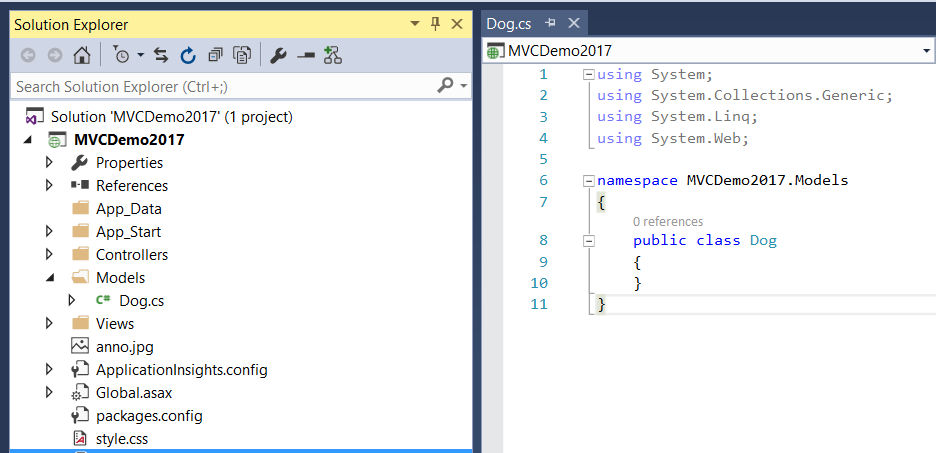 Solution Explorer
Search Solution Explorer (Ctrl+;)
Solution 'MVCDemo2017' (1 project)
MVCDemo2017
Properties
References
App_Data
App_Start
Controllers
Models
C# Dog.cs
Views
anno.jpg
ApplicationInsights.config
Global.asax
packages.config
style.css
Dog.cs
MVCDemo2017
1 using System;
2 using System.Collections.Generic;
3 using System.Linq;
4 using System.Web;
5
6 namespace MVCDemo2017.Models
7 {
0 references
8 public class Dog
9 {
10 }
11 }